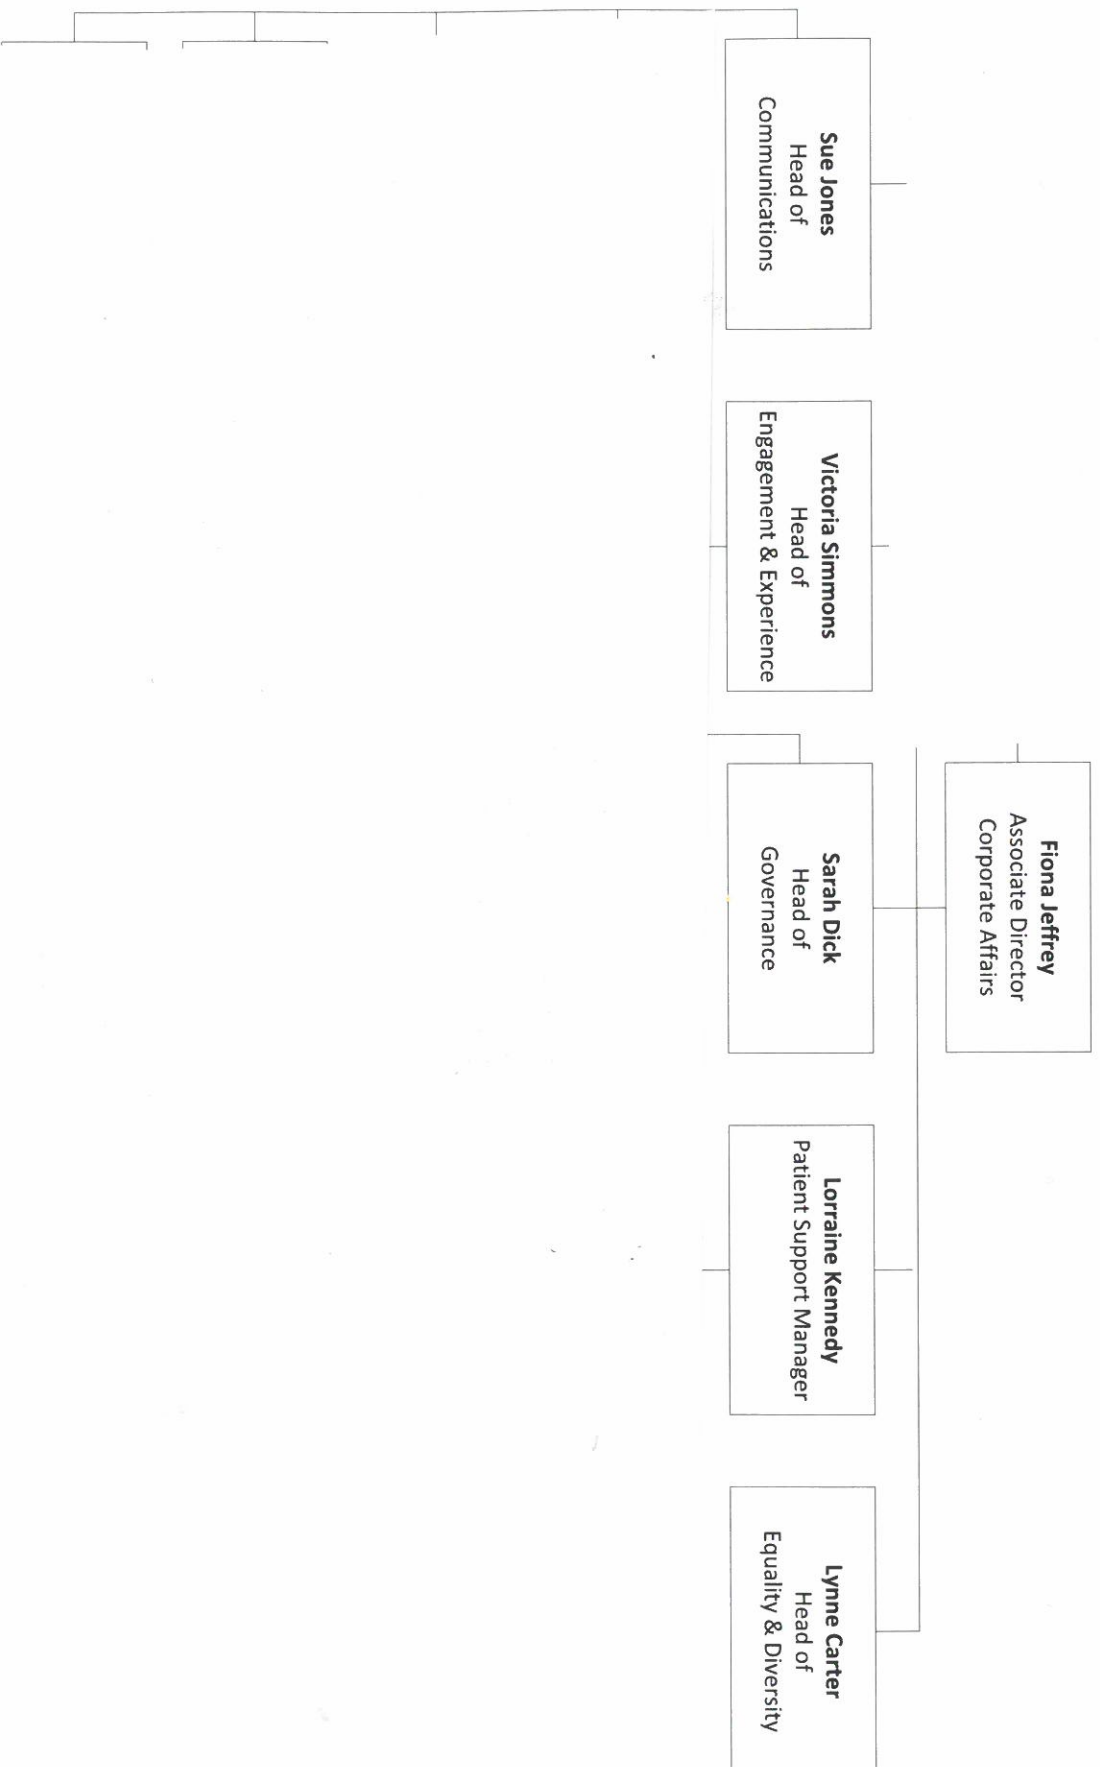 Fiona Jeffrey
Associate Director
Corporate Affairs
Sue Jones
Head of
Communications
Victoria Simmons
Head of
Engagement & Experience
Sarah Dick
Head of
Governance
Lorraine Kennedy
Patient Support Manager
Lynne Carter
Head of
Equality & Diversity